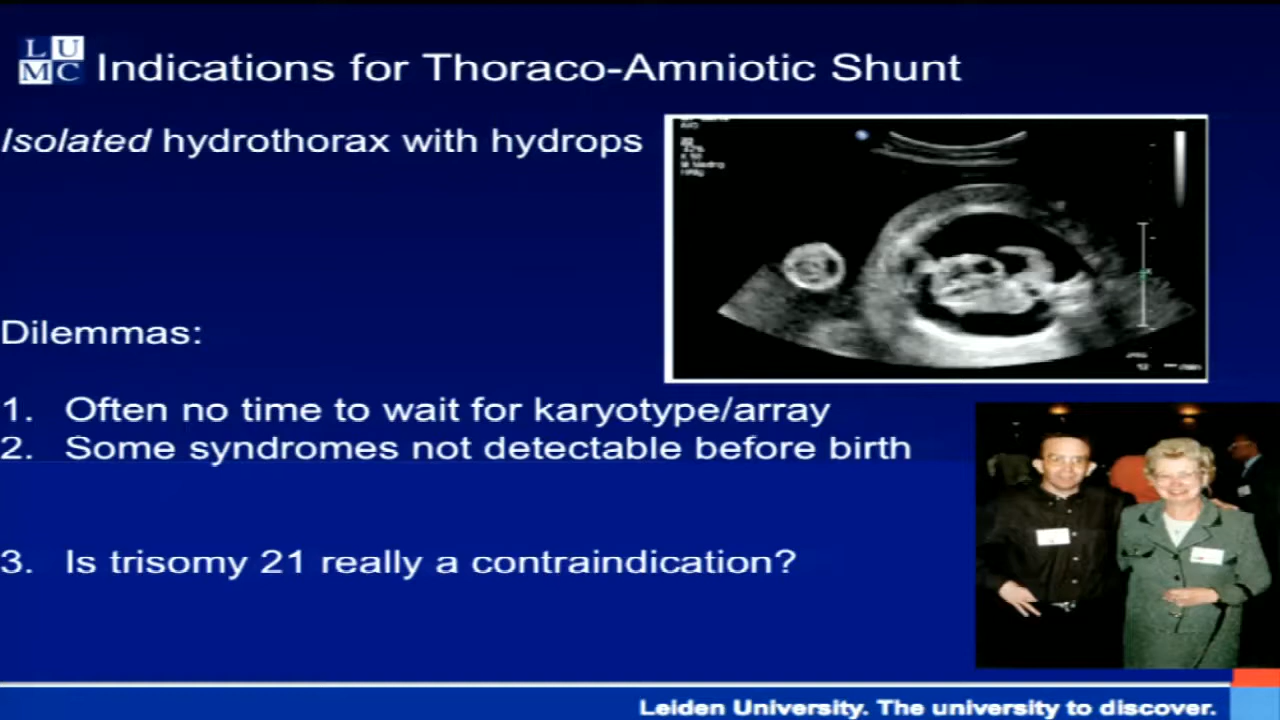 L U
M C
Indications for Thoraco-Amniotic Shunt
Isolated hydrothorax with hydrops
Dilemmas:
1. Often no time to wait for karyotype/array
2. Some syndromes not detectable before birth
3. Is trisomy 21 really a contraindication?
Leiden University. The university to discover.